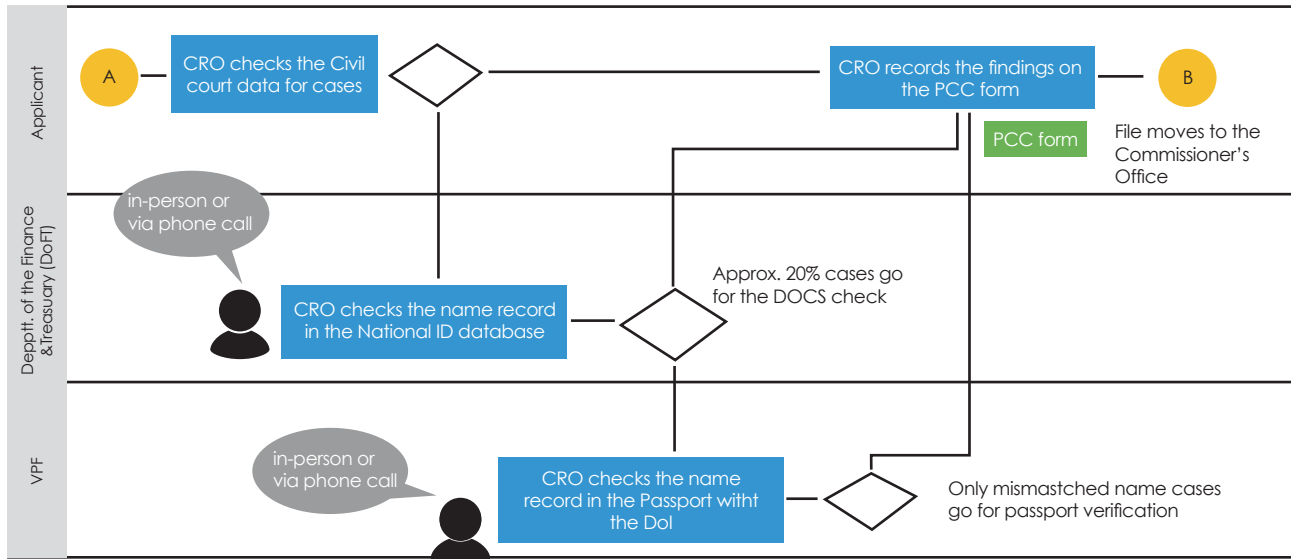 Applicant
A
CRO checks the Civil
court data for cases
CRO records the findings on
the PCC form
B
PCC form
File moves to the
Commissioner's
Office
Depptt. of the Finance
&Treasury (DoFT)
in-person or
via phone call
CRO checks the name record
in the National ID database
Approx. 20% cases go
for the DOCS check
VPF
in-person or
via phone call
CRO checks the name
record in the Passport witht
the DoI
Only mismastched name cases
go for passport verification